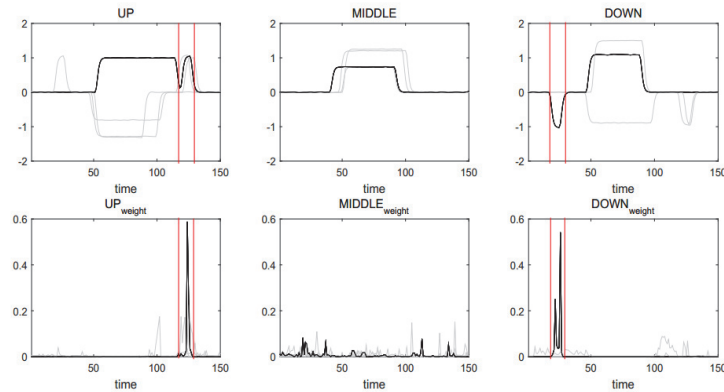 UP MIDDLE DOWN
2 2 2
1 1 1
0 0 0
-1 -1 -1
-2 -2 -2
50 100 150 50 100 150 50 100 150
time time time
UPweight MIDDLEweight DOWNweight
0.6 0.6 0.6
0.4 0.4 0.4
0.2 0.2 0.2
0 0 0
50 100 150 50 100 150 50 100 150
time time time